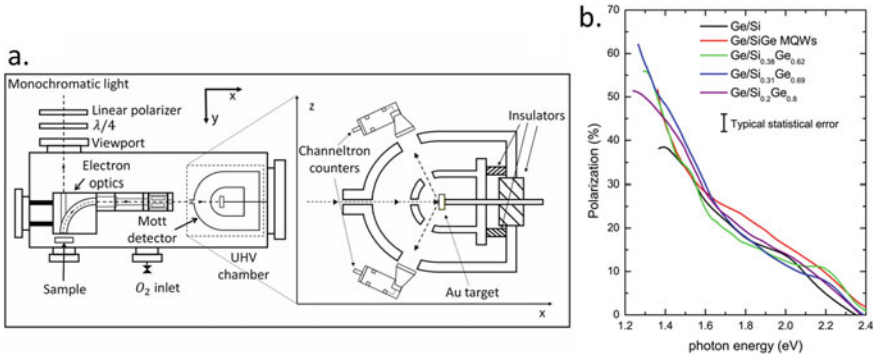 a.
Monochromatic light
Linear polarizer
λ/4
Viewport
Electron
optics
Mott
detector
UHV
chamber
Sample
O₂ inlet
x
y
z
Channeltron
counters
Insulators
Au target
x
b.
70
60
50
40
30
20
10
0
Polarization (%)
Ge/Si
Ge/SiGe MQWs
Ge/Si₀.₃₈Ge₀.₆₂
Ge/Si₀.₃₁Ge₀.₆₉
Ge/Si₀.₂Ge₀.₈
Typical statistical error
1.2 1.4 1.6 1.8 2.0 2.2 2.4
photon energy (eV)